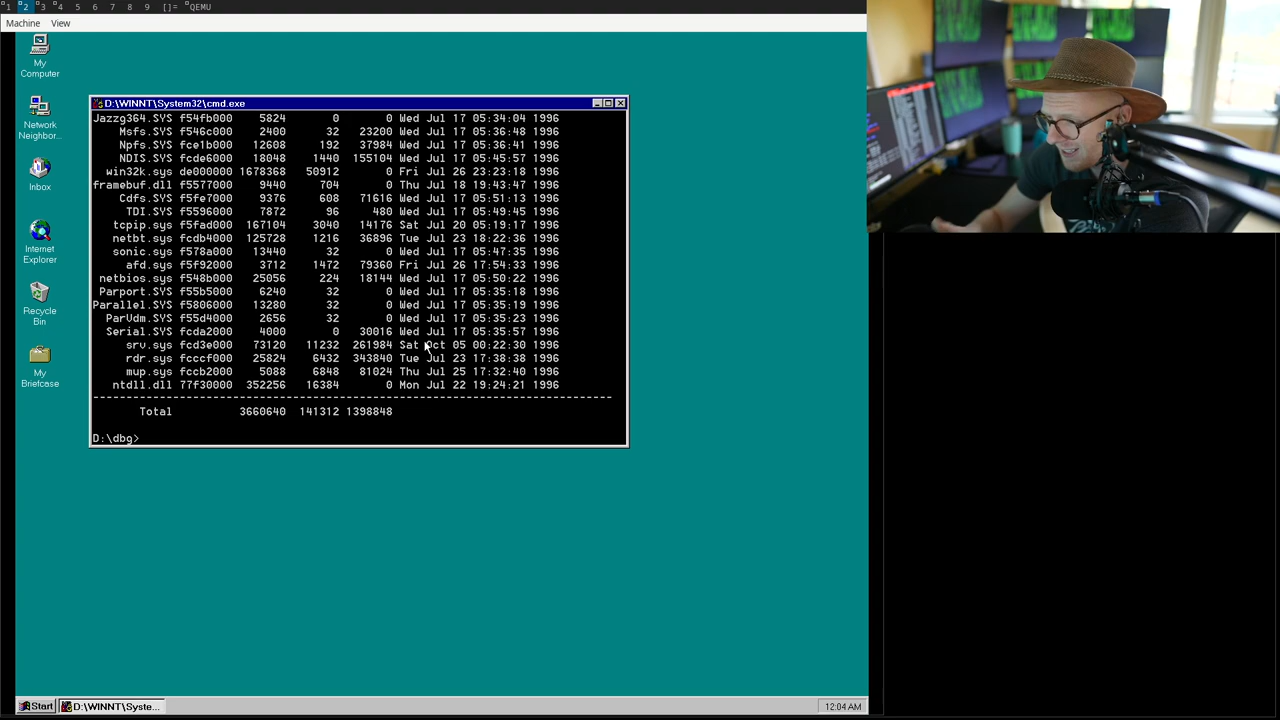 1 2 3 4 5 6 7 8 9 []= QEMU
Machine View
My Computer
Network Neighbor...
Inbox
Internet Explorer
Recycle Bin
My Briefcase
D:\WINNT\System32\cmd.exe
Jazzg364.SYS f54fb000 5824 0 0 Wed Jul 17 05:34:04 1996
Msfs.SYS f546c000 2400 32 23200 Wed Jul 17 05:36:48 1996
Npfs.SYS fce1b000 12608 192 37984 Wed Jul 17 05:36:41 1996
NDIS.SYS fcde6000 18048 1440 155104 Wed Jul 17 05:45:57 1996
win32k.sys de000000 1678368 50912 0 Fri Jul 26 23:23:18 1996
framebuf.dll f5577000 9440 704 0 Thu Jul 18 19:43:47 1996
Cdfs.SYS f5fe7000 9376 608 71616 Wed Jul 17 05:51:13 1996
TDI.SYS f5596000 7872 96 480 Wed Jul 17 05:49:45 1996
tcpip.sys f5fad000 167104 3040 14176 Sat Jul 20 05:19:17 1996
netbt.sys fcdb4000 125728 1216 36896 Tue Jul 23 18:22:36 1996
sonic.sys f578a000 13440 32 0 Wed Jul 17 05:47:35 1996
afd.sys f5f92000 3712 1472 79360 Fri Jul 26 17:54:33 1996
netbios.sys f548b000 25056 224 18144 Wed Jul 17 05:50:22 1996
Parport.SYS f55b5000 6240 32 0 Wed Jul 17 05:35:18 1996
Parallel.SYS f5806000 13280 32 0 Wed Jul 17 05:35:19 1996
ParVdm.SYS f55d4000 2656 32 0 Wed Jul 17 05:35:23 1996
Serial.SYS fcda2000 4000 0 30016 Wed Jul 17 05:35:57 1996
srv.sys fcd3e000 73120 11232 261984 Sat Oct 05 00:22:30 1996
rdr.sys fcccf000 25824 6432 343840 Tue Jul 23 17:38:38 1996
mup.sys fccb2000 5088 6848 81024 Thu Jul 25 17:32:40 1996
ntdll.dll 77f30000 352256 16384 0 Mon Jul 22 19:24:21 1996
--------------------------------------------------------------------------------
Total 3660640 141312 1398848
D:\dbg>
Start D:\WINNT\Syste... 12:04 AM